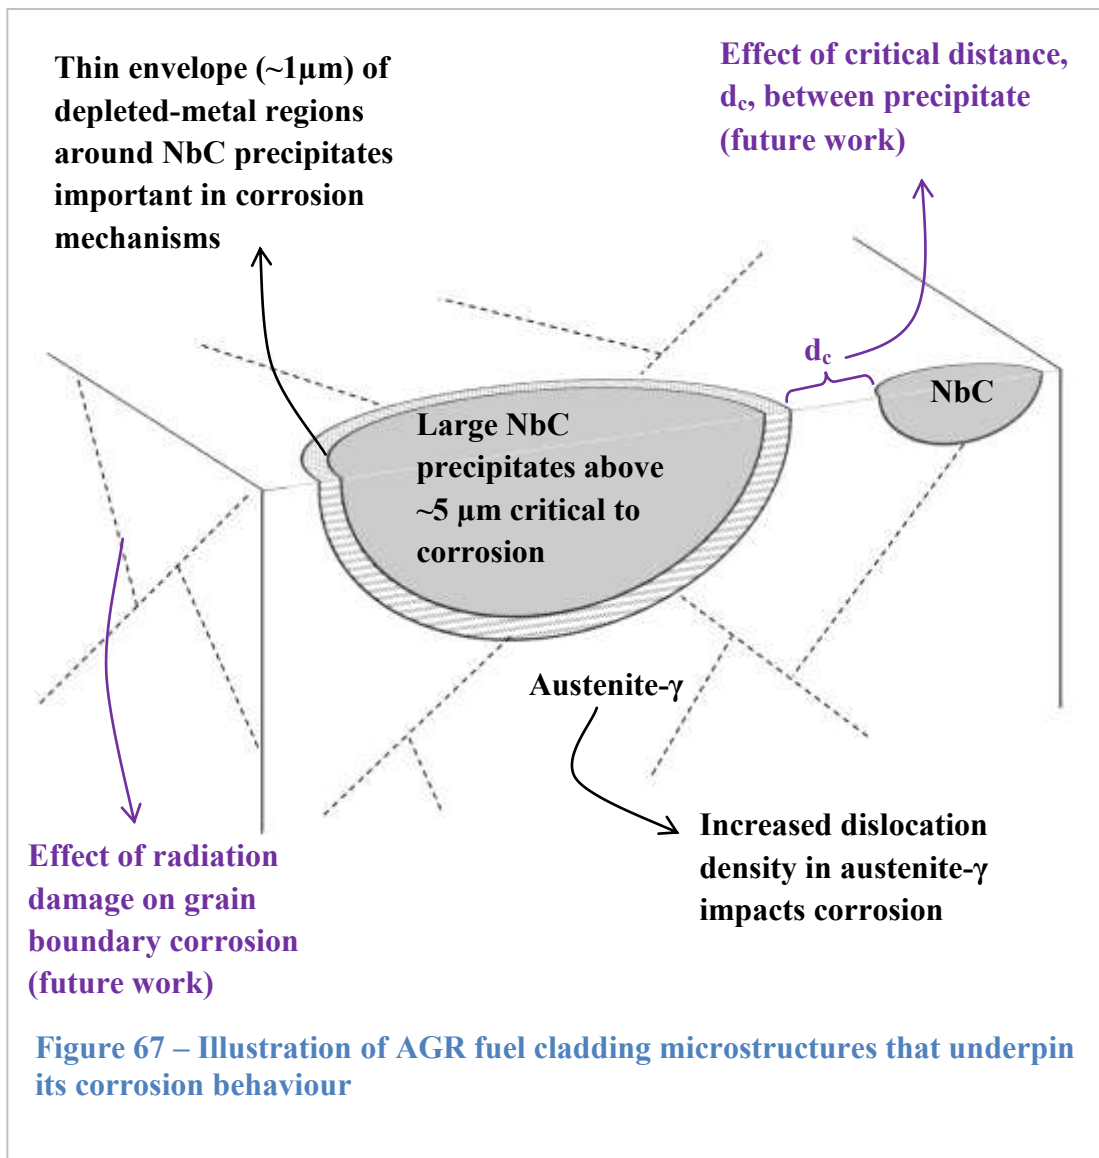 Thin envelope (~1µm) of
depleted-metal regions
around NbC precipitates
important in corrosion
mechanisms
Effect of critical distance,
dc, between precipitate
(future work)
dc
NbC
Large NbC
precipitates above
~5 µm critical to
corrosion
Austenite-γ
Increased dislocation
density in austenite-γ
impacts corrosion
Effect of radiation
damage on grain
boundary corrosion
(future work)
Figure 67 – Illustration of AGR fuel cladding microstructures that underpin
its corrosion behaviour